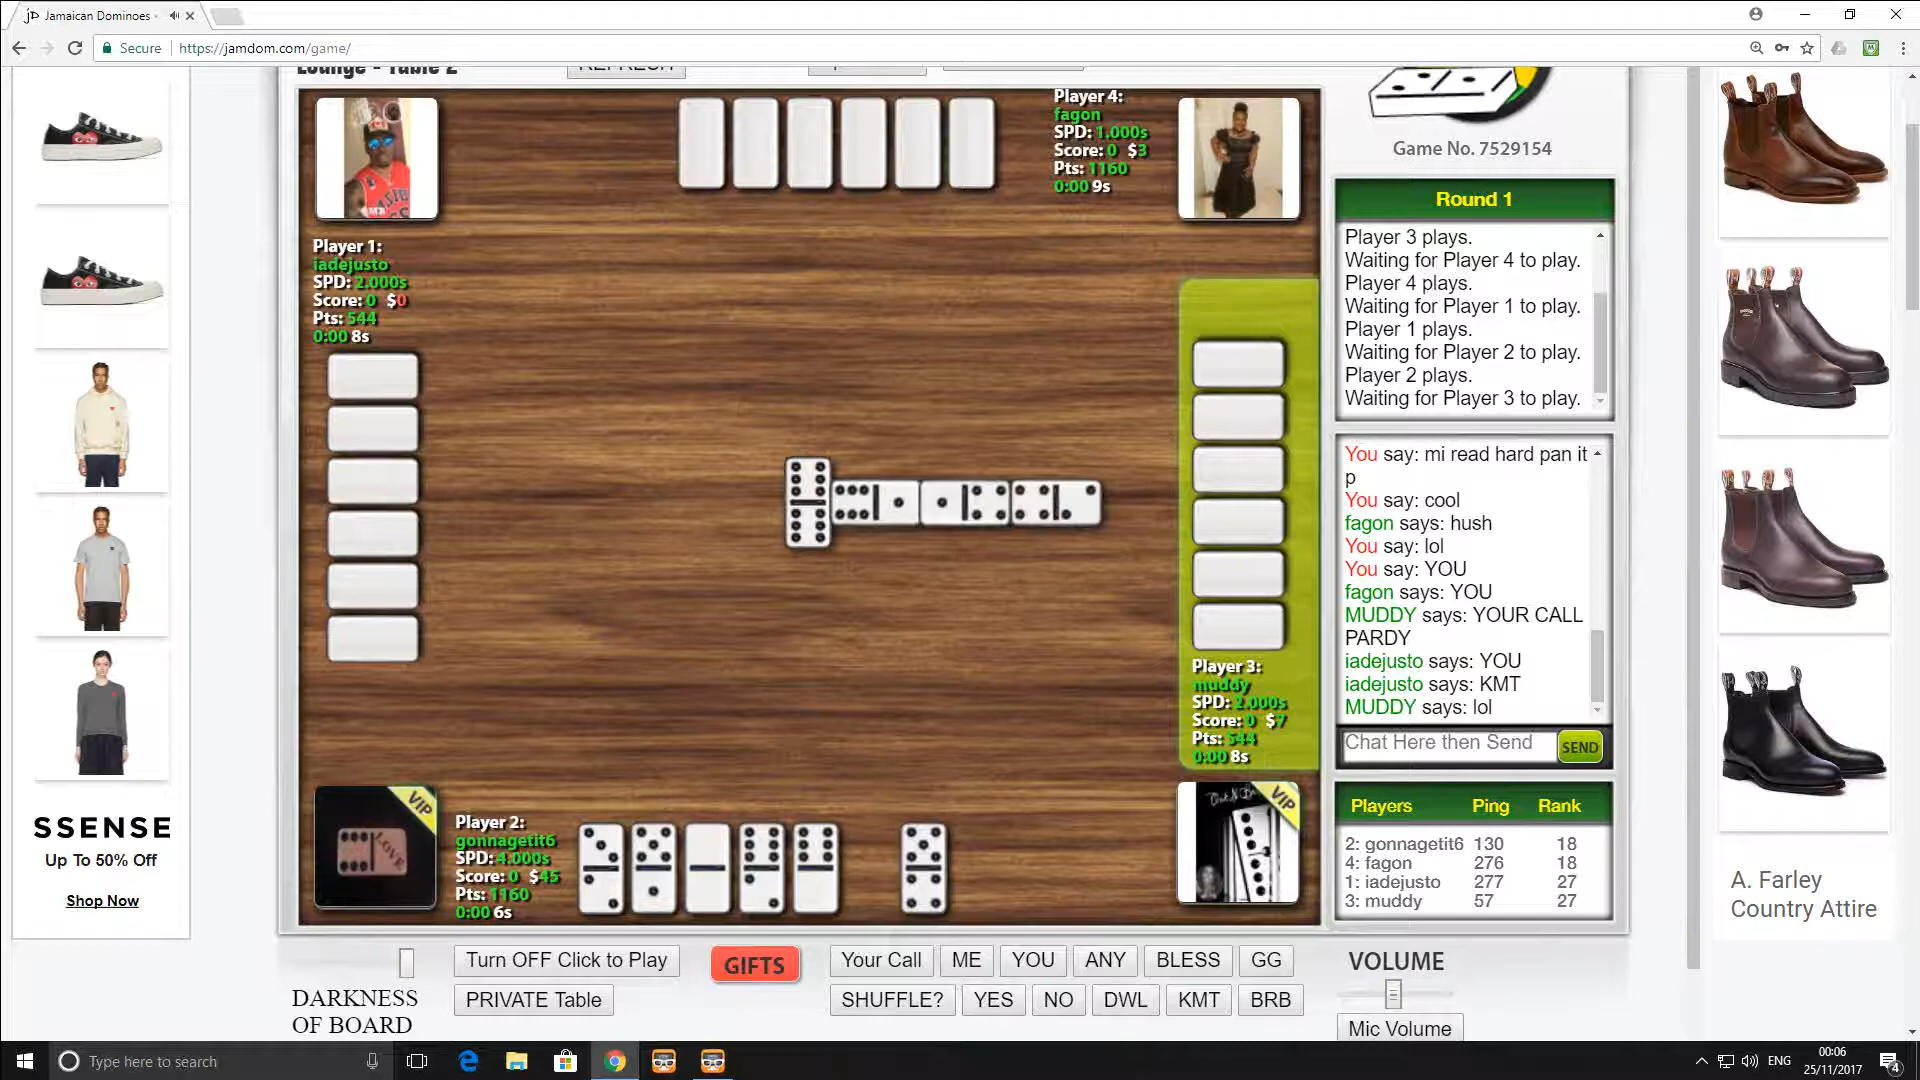 Jamaican Dominoes -
Secure
https://jamdom.com/game/
Lounge - Table 2
REFRESH
Player 4:
fagon
SPD: 1.000s
Score: 0 $3
Pts: 1160
0:00 9s
Game No. 7529154
Round 1
Player 3 plays.
Waiting for Player 4 to play.
Player 4 plays.
Waiting for Player 1 to play.
Player 1 plays.
Waiting for Player 2 to play.
Player 2 plays.
Waiting for Player 3 to play.
Player 1:
iadejusto
SPD: 2.000s
Score: 0 $0
Pts: 544
0:00 8s
You say: mi read hard pan it
p
You say: cool
fagon says: hush
You say: lol
You say: YOU
fagon says: YOU
MUDDY says: YOUR CALL
PARDY
iadejusto says: YOU
iadejusto says: KMT
MUDDY says: lol
Chat Here then Send
SEND
Player 3:
muddy
SPD: 2.000s
Score: 0 $7
Pts: 544
0:00 8s
VIP
LOVE
Player 2:
gonnagetit6
SPD: 4.000s
Score: 0 $45
Pts: 1160
0:00 6s
VIP
Players Ping Rank
2: gonnagetit6 130 18
4: fagon 276 18
1: iadejusto 277 27
3: muddy 57 27
SSENSE
Up To 50% Off
Shop Now
A. Farley
Country Attire
DARKNESS
OF BOARD
Turn OFF Click to Play
PRIVATE Table
GIFTS
Your Call ME YOU ANY BLESS GG
SHUFFLE? YES NO DWL KMT BRB
VOLUME
Mic Volume
Type here to search
ENG
00:06
25/11/2017
4